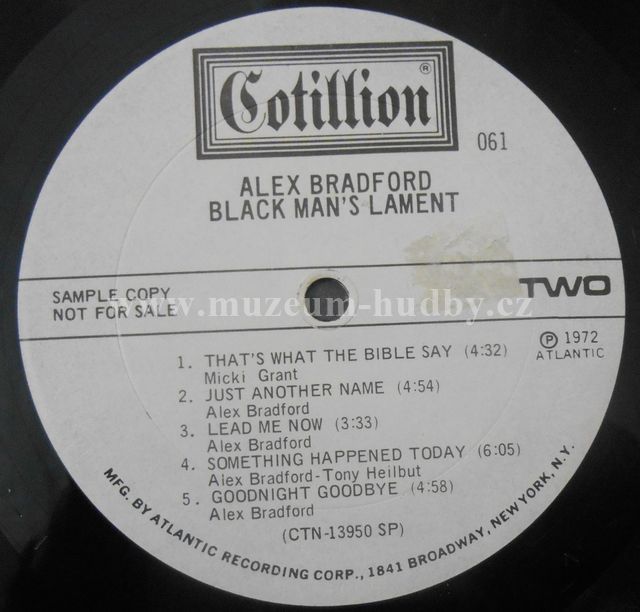 Cotillion®
061
ALEX BRADFORD
BLACK MAN'S LAMENT
SAMPLE COPY
NOT FOR SALE
TWO
www.muzeum-hudby.cz
℗ 1972
ATLANTIC
1. THAT'S WHAT THE BIBLE SAY (4:32)
Micki Grant
2. JUST ANOTHER NAME (4:54)
Alex Bradford
3. LEAD ME NOW (3:33)
Alex Bradford
4. SOMETHING HAPPENED TODAY (6:05)
Alex Bradford-Tony Heilbut
5. GOODNIGHT GOODBYE (4:58)
Alex Bradford
(CTN-13950 SP)
MFG. BY ATLANTIC RECORDING CORP., 1841 BROADWAY, NEW YORK, N.Y.